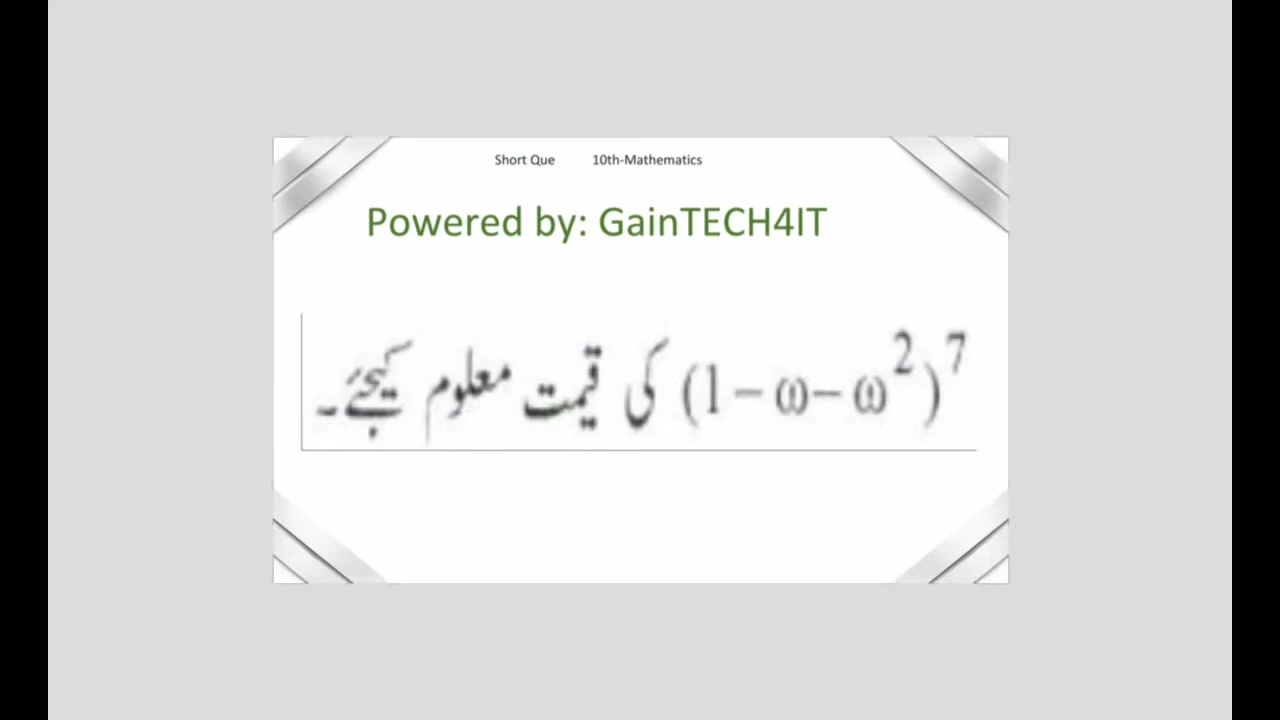 Short Que 10th-Mathematics
Powered by: GainTECH4IT
(1 − ω − ω²)⁷ کی قیمت معلوم کیجئے۔